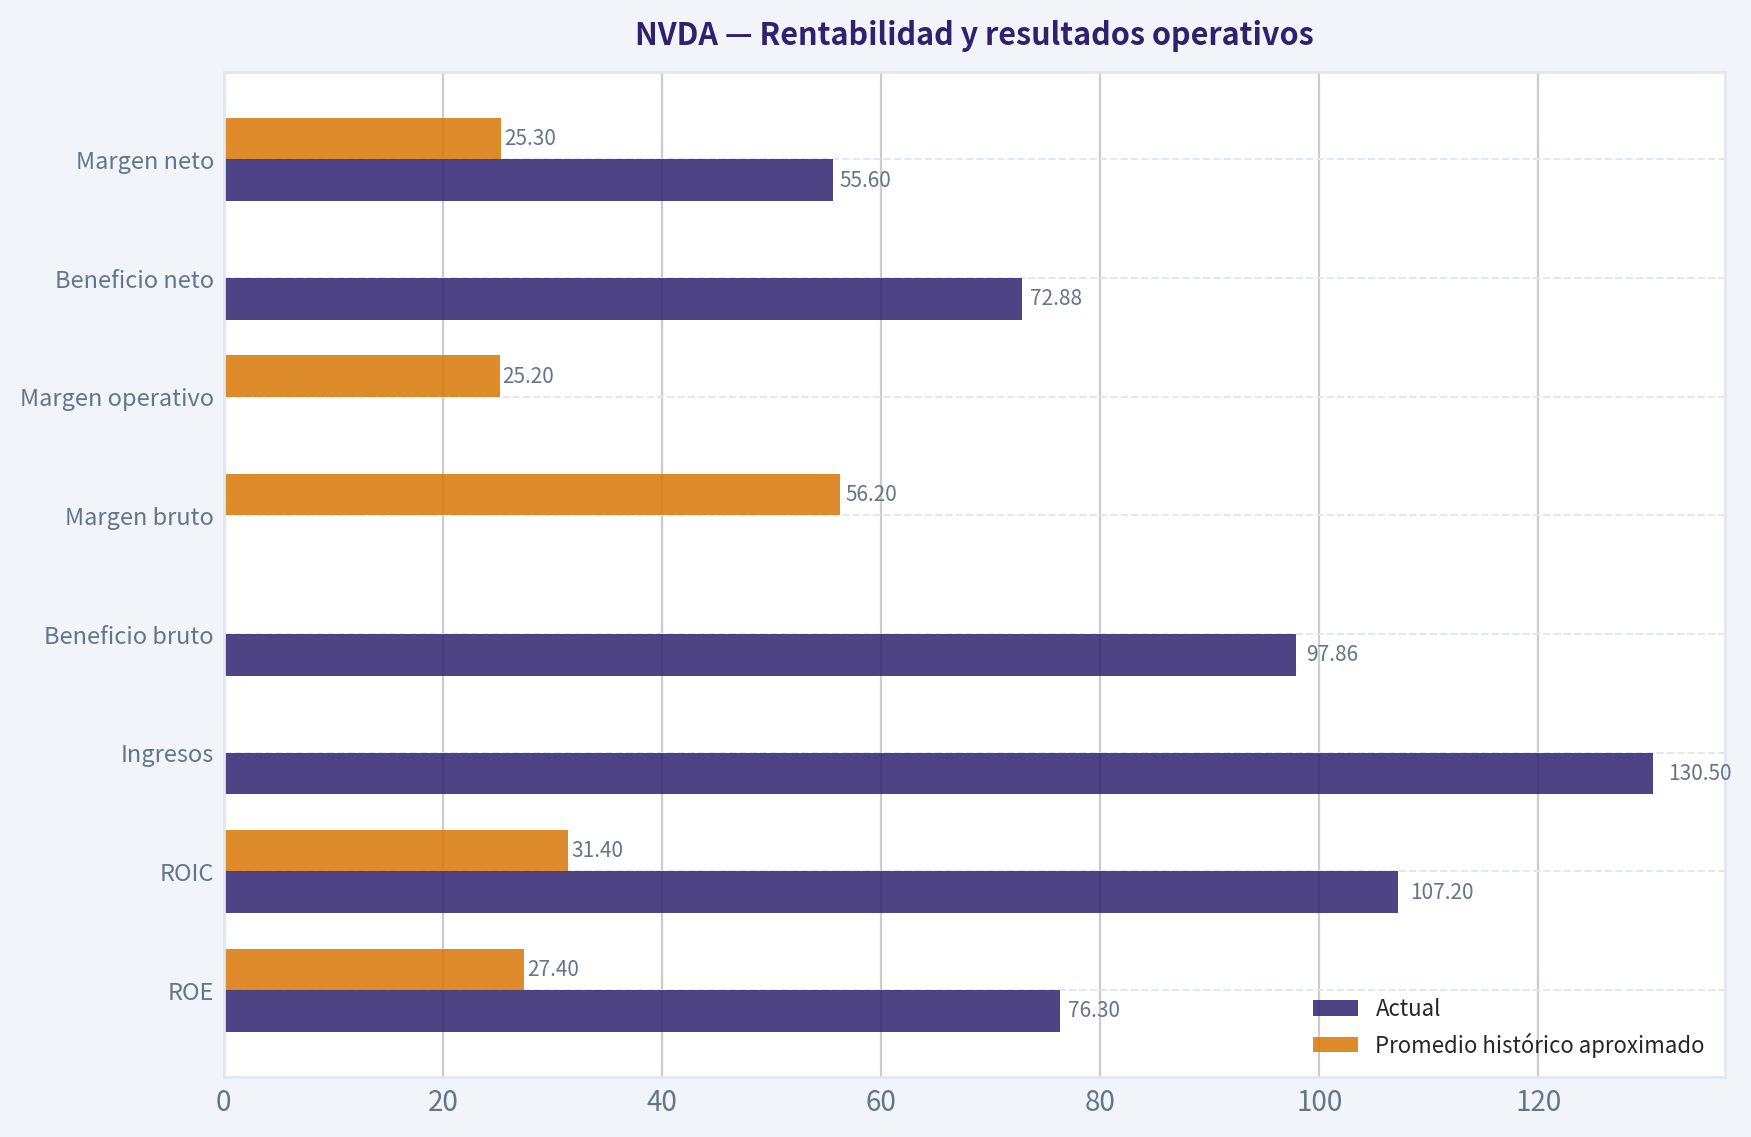 NVDA — Rentabilidad y resultados operativos
Margen neto
25.30
55.60
Beneficio neto
72.88
Margen operativo
25.20
Margen bruto
56.20
Beneficio bruto
97.86
Ingresos
130.50
ROIC
31.40
107.20
ROE
27.40
76.30
Actual
Promedio histórico aproximado
0 20 40 60 80 100 120